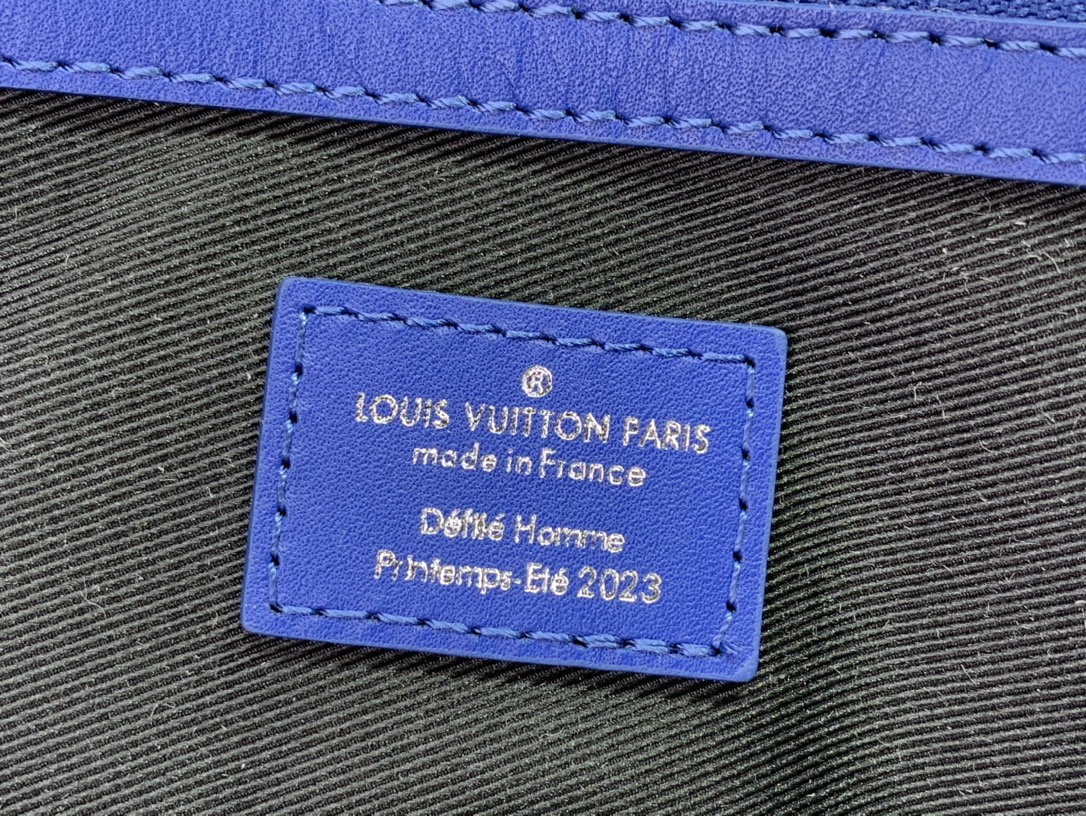 ®
LOUIS VUITTON PARIS
made in France
Défilé Homme
Printemps-Eté 2023